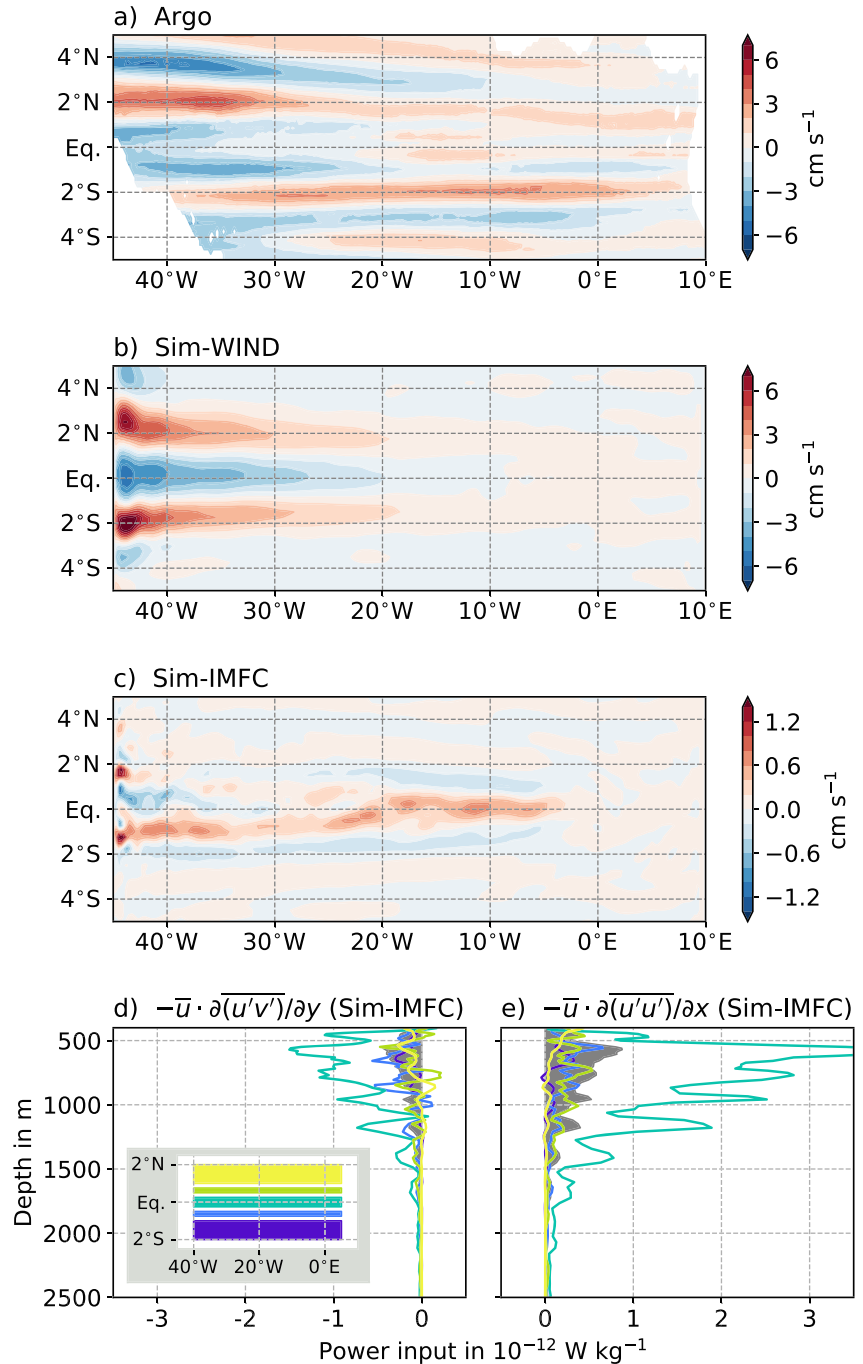 a) Argo
4°N
2°N
Eq.
2°S
4°S
40°W 30°W 20°W 10°W 0°E 10°E
6
3
0
−3
−6
cm s⁻¹
b) Sim-WIND
4°N
2°N
Eq.
2°S
4°S
40°W 30°W 20°W 10°W 0°E 10°E
6
3
0
−3
−6
cm s⁻¹
c) Sim-IMFC
4°N
2°N
Eq.
2°S
4°S
40°W 30°W 20°W 10°W 0°E 10°E
1.2
0.6
0.0
−0.6
−1.2
cm s⁻¹
d) −u̅ · ∂(u′v′)̅/∂y (Sim-IMFC)
e) −u̅ · ∂(u′u′)̅/∂x (Sim-IMFC)
500
1000
1500
2000
2500
Depth in m
2°N
Eq.
2°S
40°W 20°W 0°E
-3 -2 -1 0
0 1 2 3
Power input in 10⁻¹² W kg⁻¹